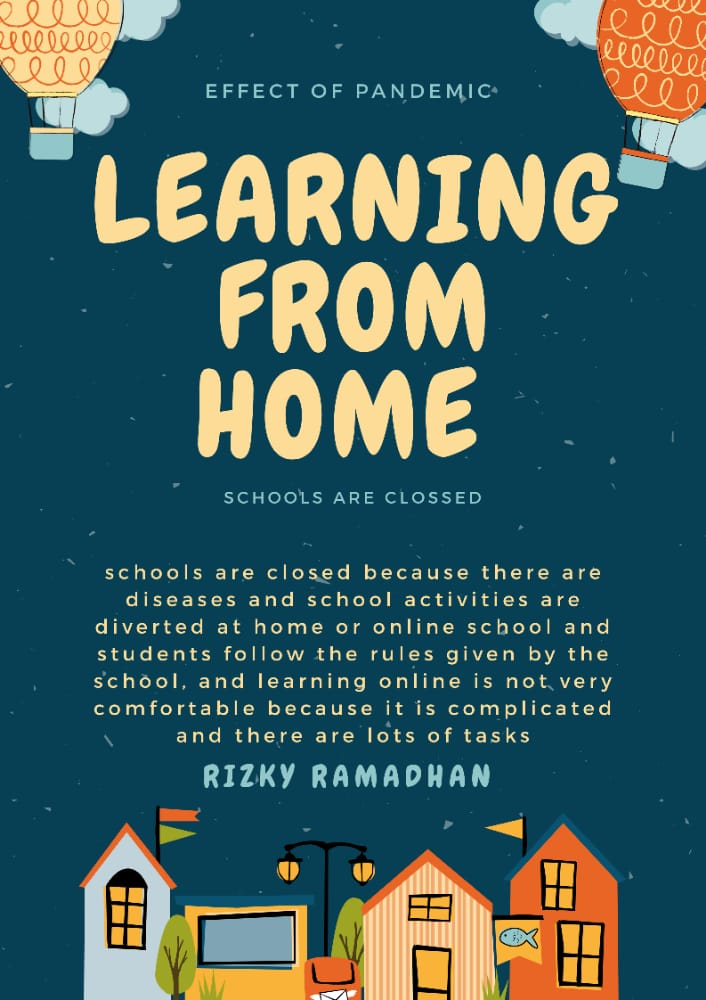 EFFECT OF PANDEMIC
LEARNING
FROM
HOME
SCHOOLS ARE CLOSSED
schools are closed because there are
diseases and school activities are
diverted at home or online school and
students follow the rules given by the
school, and learning online is not very
comfortable because it is complicated
and there are lots of tasks
RIZKY RAMADHAN